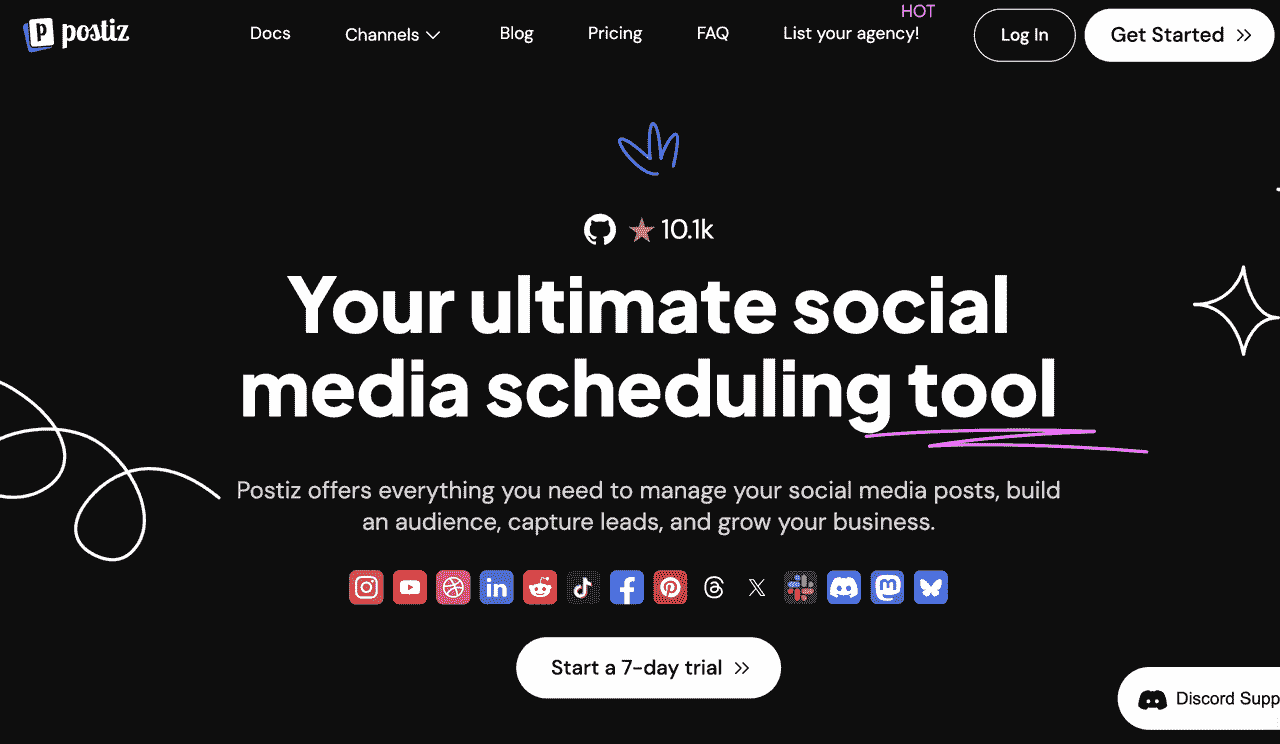 postiz
Docs
Channels
Blog
Pricing
FAQ
HOT
List your agency!
Log In
Get Started
10.1k
Your ultimate social
media scheduling tool
Postiz offers everything you need to manage your social media posts, build
an audience, capture leads, and grow your business.
Start a 7-day trial
Discord Supp